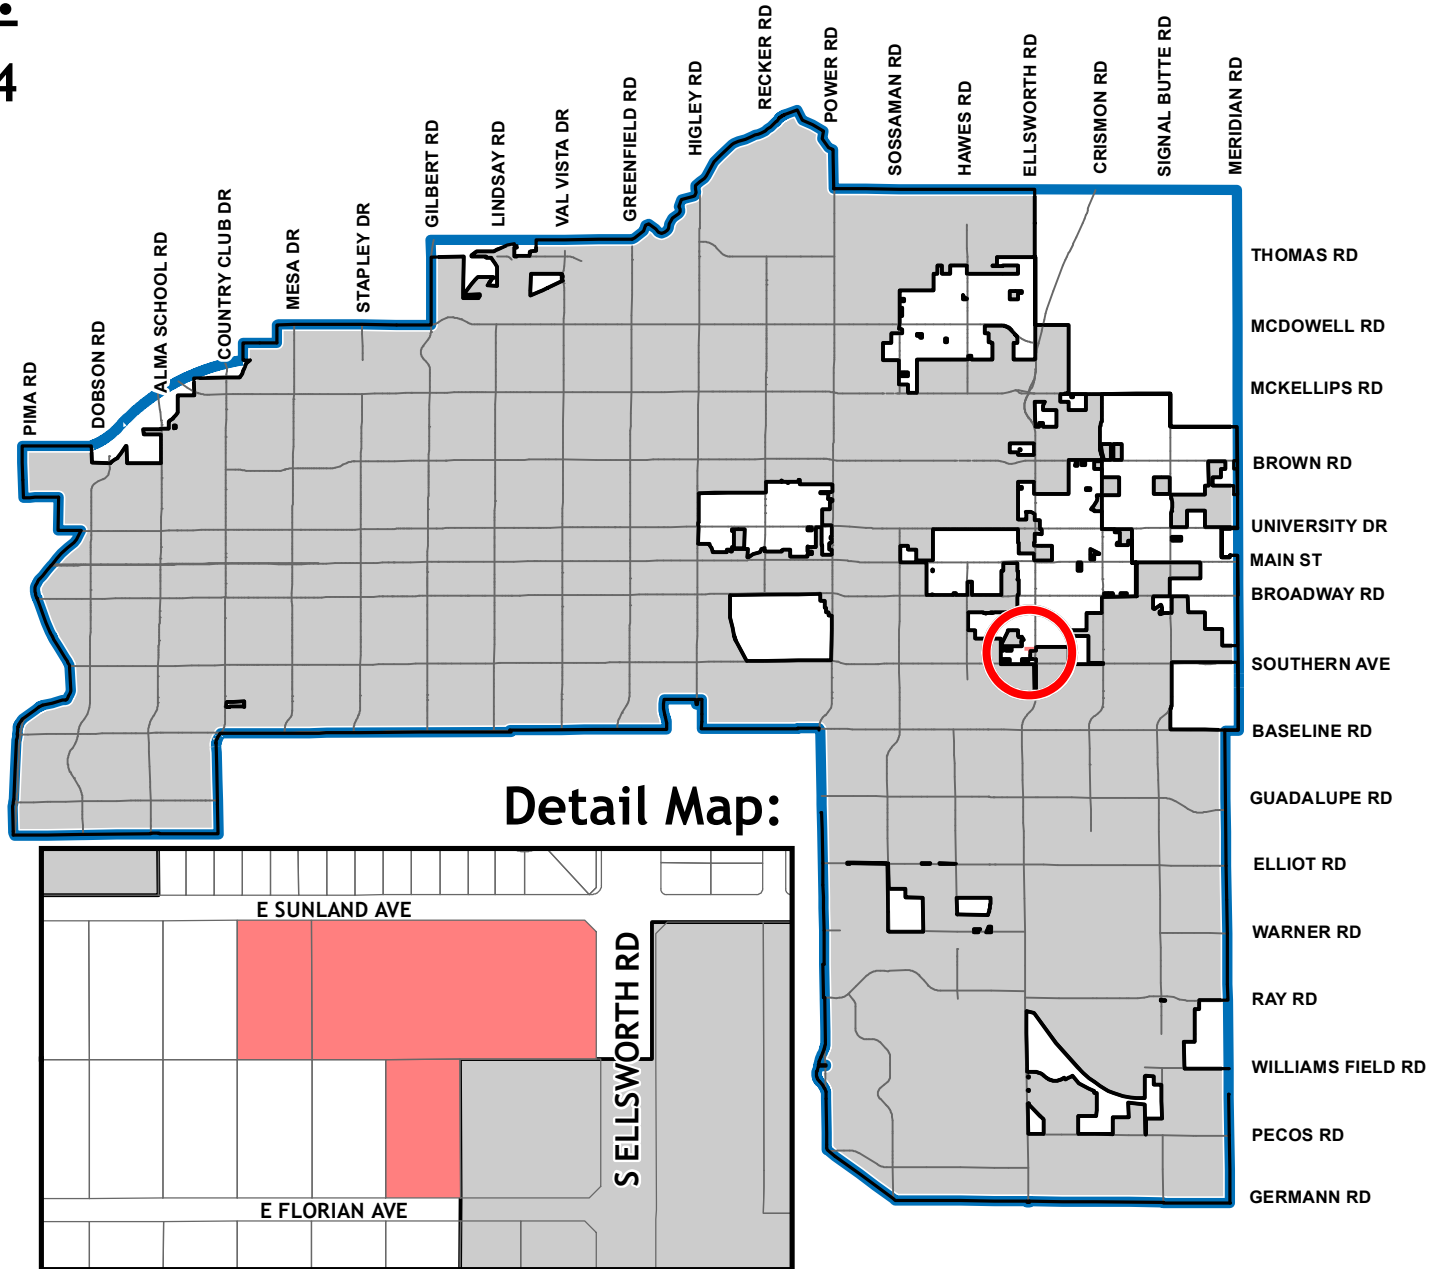 4
PIMA RD
DOBSON RD
ALMA SCHOOL RD
COUNTRY CLUB DR
MESA DR
STAPLEY DR
GILBERT RD
LINDSAY RD
VAL VISTA DR
GREENFIELD RD
HIGLEY RD
RECKER RD
POWER RD
SOSSAMAN RD
HAWES RD
ELLSWORTH RD
CRISMON RD
SIGNAL BUTTE RD
MERIDIAN RD
THOMAS RD
MCDOWELL RD
MCKELLIPS RD
BROWN RD
UNIVERSITY DR
MAIN ST
BROADWAY RD
SOUTHERN AVE
BASELINE RD
GUADALUPE RD
ELLIOT RD
WARNER RD
RAY RD
WILLIAMS FIELD RD
PECOS RD
GERMANN RD
Detail Map:
E SUNLAND AVE
S ELLSWORTH RD
E FLORIAN AVE